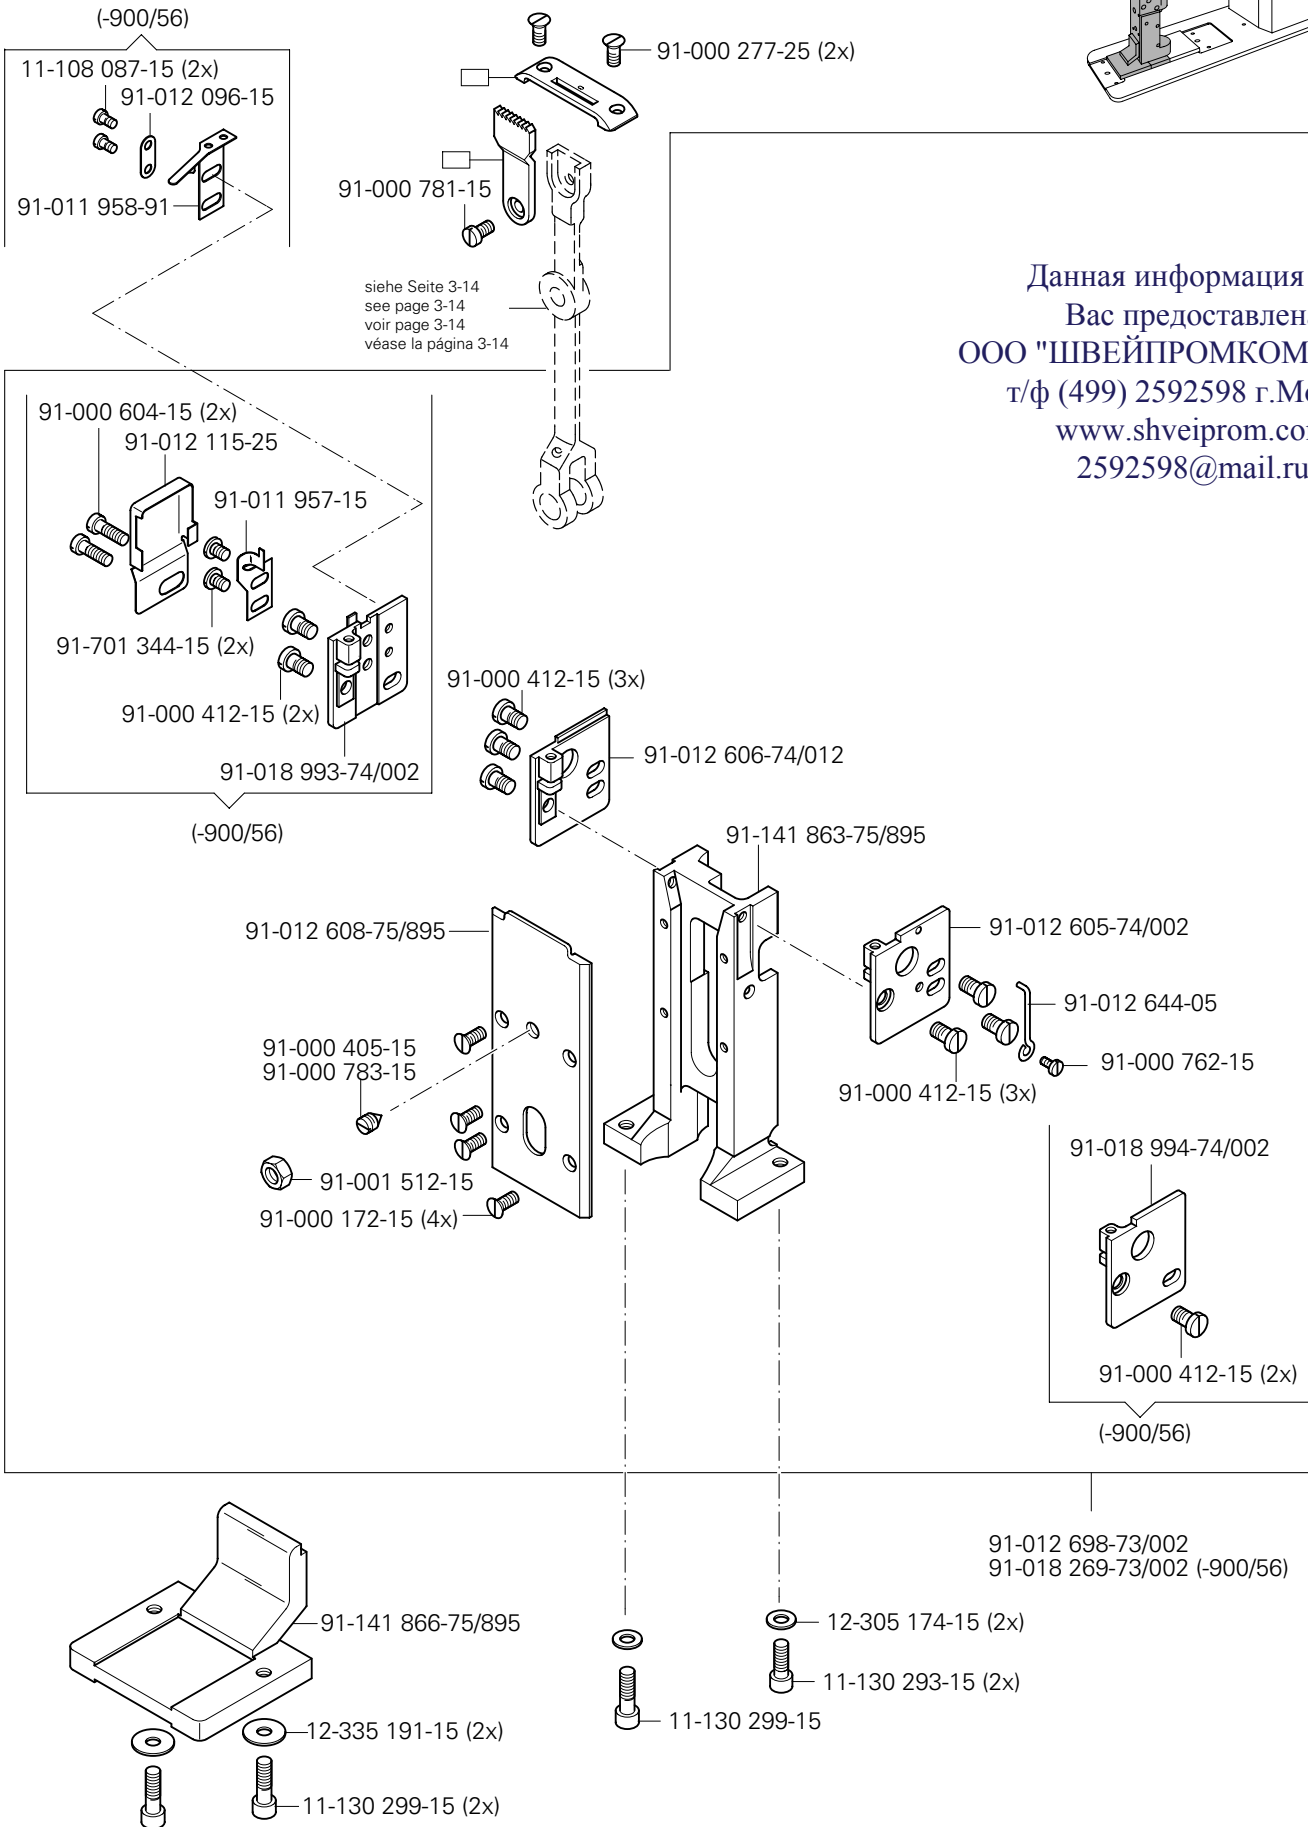 (-900/56)
11-108 087-15 (2x)
91-012 096-15
91-011 958-91
91-000 277-25 (2x)
91-000 781-15
siehe Seite 3-14
see page 3-14
voir page 3-14
véase la página 3-14
Данная информация
Вас предоставлен
ООО "ШВЕЙПРОМКОМ
т/ф (499) 2592598 г.М
www.shveiprom.co
2592598@mail.ru
91-000 604-15 (2x)
91-012 115-25
91-011 957-15
91-701 344-15 (2x)
91-000 412-15 (2x)
91-018 993-74/002
(-900/56)
91-000 412-15 (3x)
91-012 606-74/012
91-141 863-75/895
91-012 608-75/895
91-012 605-74/002
91-012 644-05
91-000 405-15
91-000 783-15
91-000 762-15
91-000 412-15 (3x)
91-001 512-15
91-000 172-15 (4x)
91-018 994-74/002
91-000 412-15 (2x)
(-900/56)
91-012 698-73/002
91-018 269-73/002 (-900/56)
91-141 866-75/895
12-305 174-15 (2x)
11-130 293-15 (2x)
11-130 299-15
12-335 191-15 (2x)
11-130 299-15 (2x)